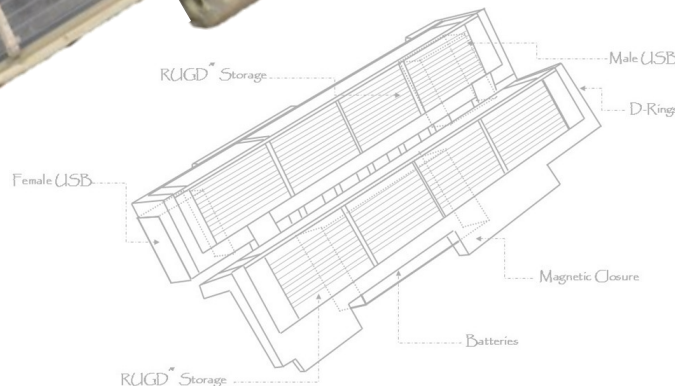 Male USB
RUGD™ Storage
D-Rings
Female USB
Magnetic Closure
Batteries
RUGD™ Storage